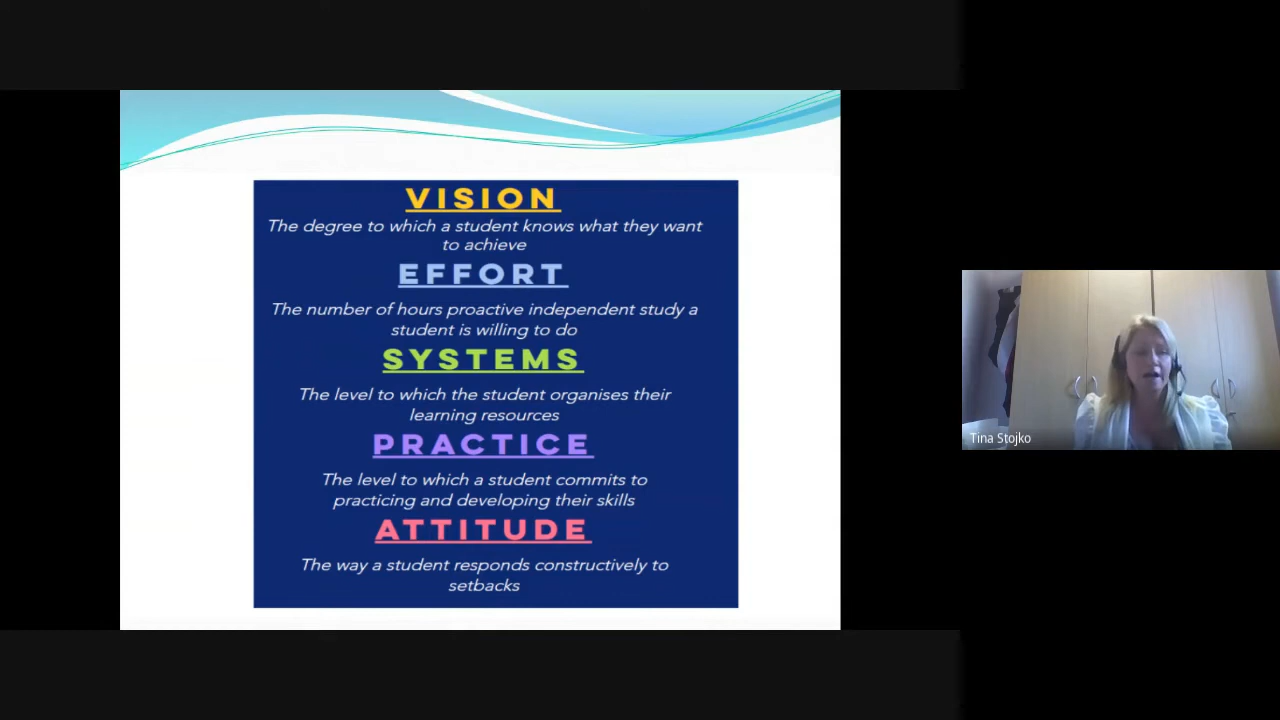 VISION
The degree to which a student knows what they want
to achieve
EFFORT
The number of hours proactive independent study a
student is willing to do
SYSTEMS
The level to which the student organises their
learning resources
PRACTICE
The level to which a student commits to
practicing and developing their skills
ATTITUDE
The way a student responds constructively to
setbacks
Tina Stojko